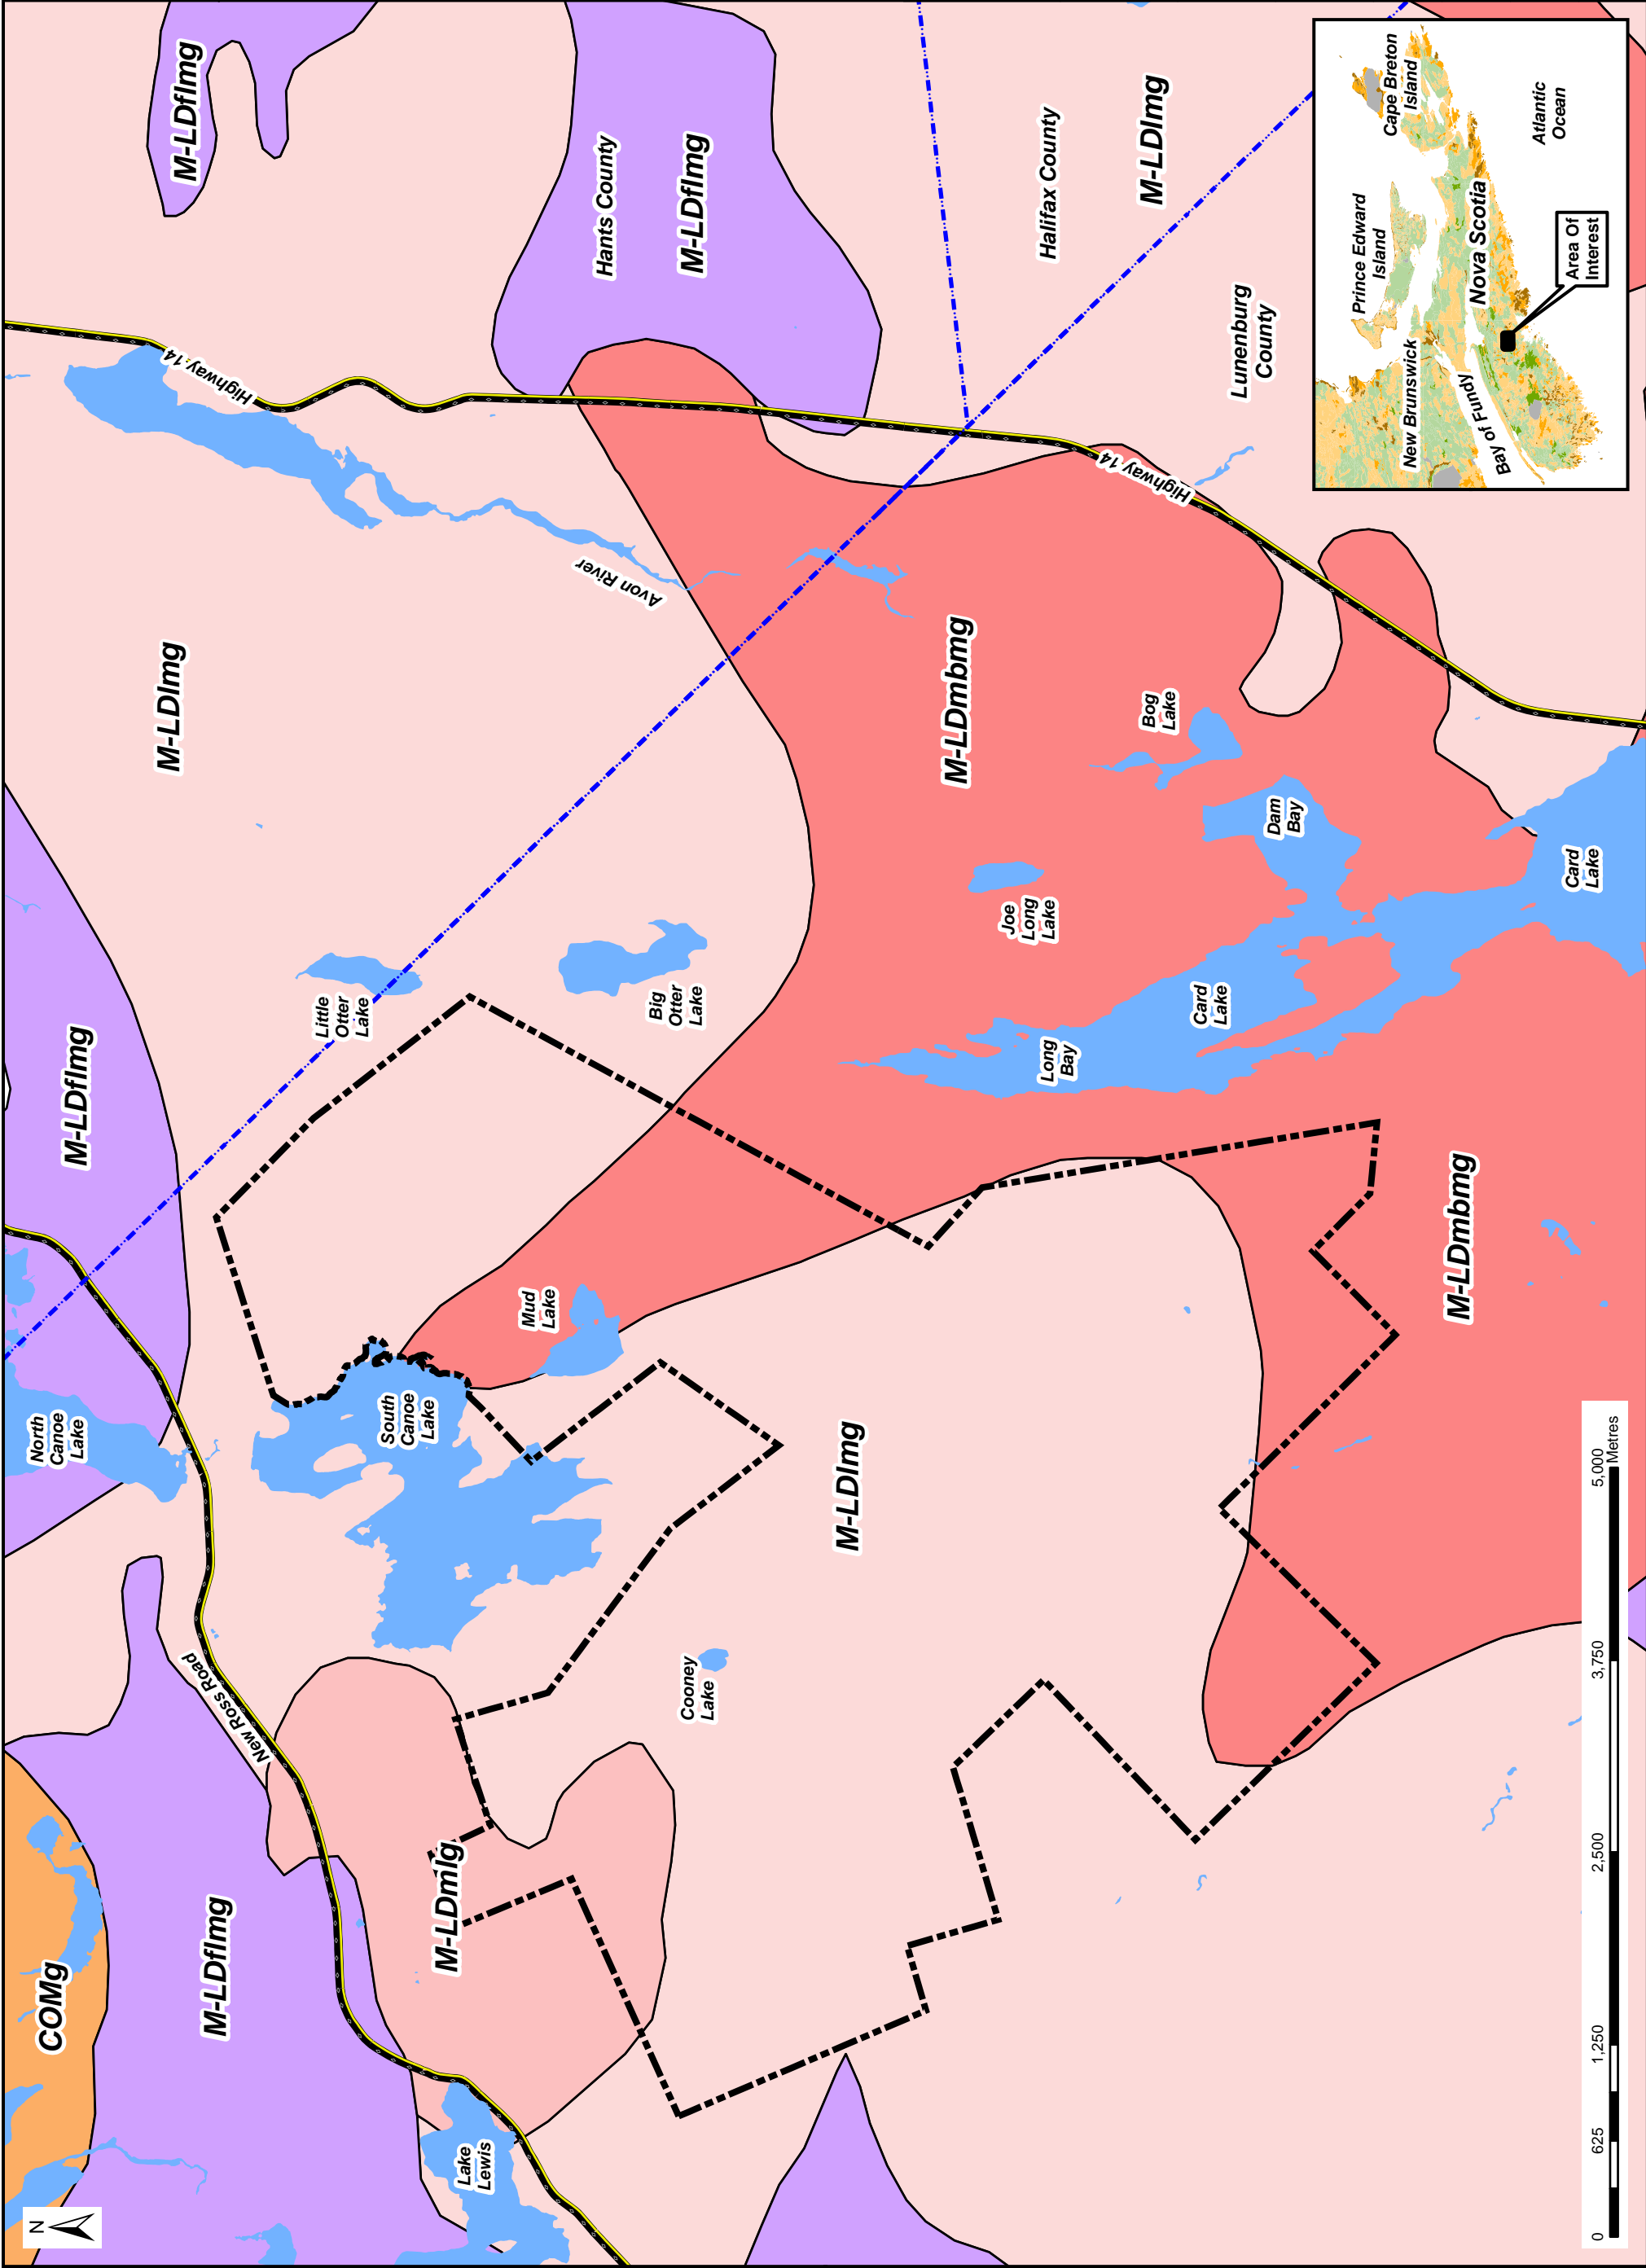 N
COMg
M-LDflmg
M-LDflmg
M-LDflmg
M-LDflmg
M-LDlmg
M-LDmlg
M-LDlmg
M-LDmbmg
M-LDmbmg
M-LDlmg
North
Canoe
Lake
New Ross Road
Lake
Lewis
South
Canoe
Lake
Mud
Lake
Cooney
Lake
Little
Otter
Lake
Big
Otter
Lake
Avon River
Highway 14
Highway 14
Hants County
Halifax County
Lunenburg
County
Joe
Long
Lake
Long
Bay
Card
Lake
Bog
Lake
Dam
Bay
Card
Lake
0 625 1,250 2,500 3,750 5,000
Metres
Prince Edward
Island
Cape Breton
Island
New Brunswick
Nova Scotia
Bay of Fundy
Atlantic
Ocean
Area Of
Interest